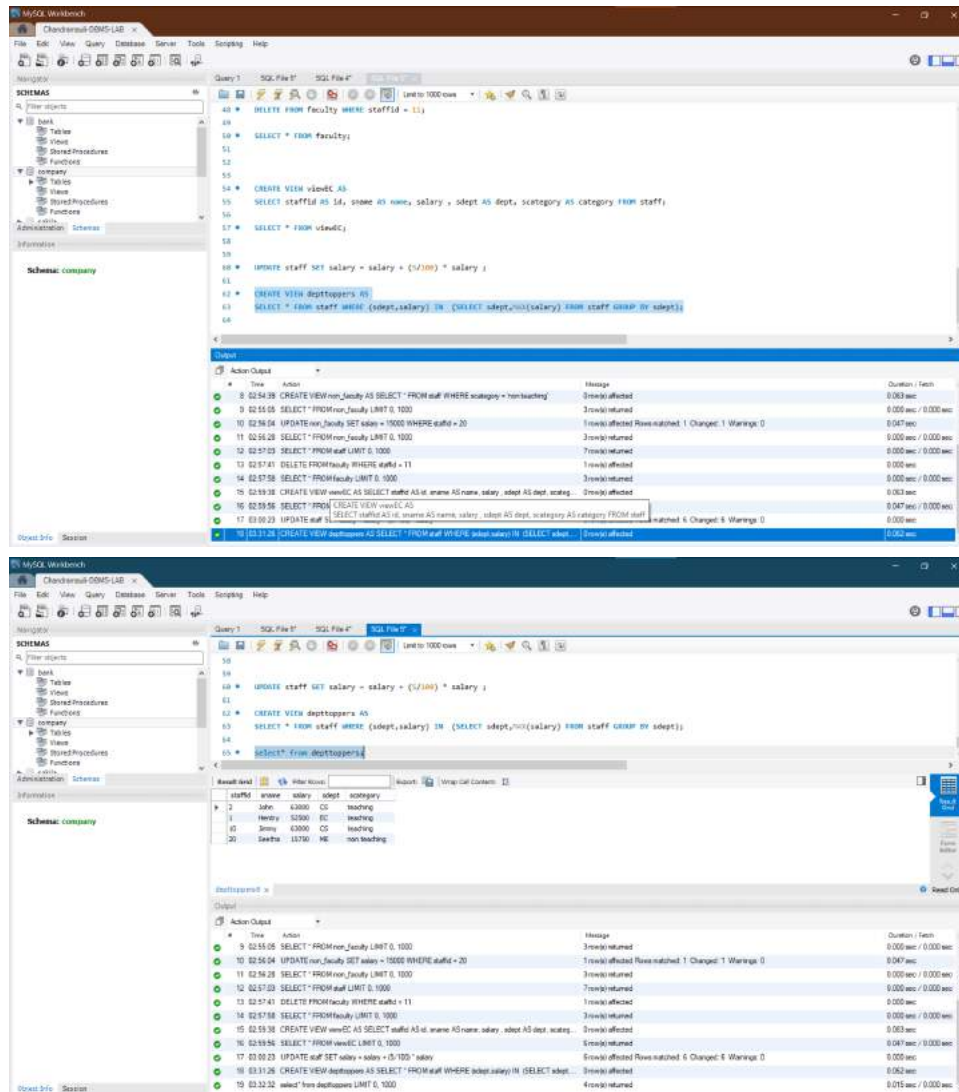 MySQL Workbench
Chandramouli-DBMS-LAB ×
File Edit View Query Database Server Tools Scripting Help
Navigator
Query 1 SQL File 5* SQL File 4*
SCHEMAS
Filter objects
Limit to 1000 rows
bank
Tables
Views
Stored Procedures
Functions
company
Tables
Views
Stored Procedures
Functions
Administration Schemas
Information
Schema: company
48 DELETE FROM faculty WHERE staffid = 11;
49
50 SELECT * FROM faculty;
51
52
53
54 CREATE VIEW viewEC AS
55 SELECT staffid AS id, sname AS name, salary , sdept AS dept, scategory AS category FROM staff;
56
57 SELECT * FROM viewEC;
58
59
60 UPDATE staff SET salary = salary + (5/100) * salary ;
61
62 CREATE VIEW depttoppers AS
63 SELECT * FROM staff WHERE (sdept,salary) IN (SELECT sdept,MAX(salary) FROM staff GROUP BY sdept);
64
Output
Action Output
# Time Action Message Duration / Fetch
8 02:54:39 CREATE VIEW non_faculty AS SELECT * FROM staff WHERE scategory = 'non teaching' 0 row(s) affected 0.063 sec
9 02:55:05 SELECT * FROM non_faculty LIMIT 0, 1000 3 row(s) returned 0.000 sec / 0.000 sec
10 02:56:04 UPDATE non_faculty SET salary = 15000 WHERE staffid = 20 1 row(s) affected Rows matched: 1 Changed: 1 Warnings: 0 0.047 sec
11 02:56:28 SELECT * FROM non_faculty LIMIT 0, 1000 3 row(s) returned 0.000 sec / 0.000 sec
12 02:57:03 SELECT * FROM staff LIMIT 0, 1000 7 row(s) returned 0.000 sec / 0.000 sec
13 02:57:41 DELETE FROM faculty WHERE staffid = 11 1 row(s) affected 0.000 sec
14 02:57:58 SELECT * FROM faculty LIMIT 0, 1000 3 row(s) returned 0.000 sec / 0.000 sec
15 02:59:38 CREATE VIEW viewEC AS SELECT staffid AS id, sname AS name, salary , sdept AS dept, scateg... 0 row(s) affected 0.063 sec
16 02:59:56 SELECT * FROM 0.047 sec / 0.000 sec
CREATE VIEW viewEC AS
SELECT staffid AS id, sname AS name, salary , sdept AS dept, scategory AS category FROM staff
17 03:00:23 UPDATE staff matched: 6 Changed: 6 Warnings: 0 0.000 sec
18 03:31:26 CREATE VIEW depttoppers AS SELECT * FROM staff WHERE (sdept,salary) IN (SELECT sdept... 0 row(s) affected 0.062 sec
Object Info Session
MySQL Workbench
Chandramouli-DBMS-LAB ×
File Edit View Query Database Server Tools Scripting Help
Navigator
Query 1 SQL File 5* SQL File 4*
SCHEMAS
Filter objects
Limit to 1000 rows
bank
Tables
Views
Stored Procedures
Functions
company
Tables
Views
Stored Procedures
Functions
Administration Schemas
Information
Schema: company
58
59
60 UPDATE staff SET salary = salary + (5/100) * salary ;
61
62 CREATE VIEW depttoppers AS
63 SELECT * FROM staff WHERE (sdept,salary) IN (SELECT sdept,MAX(salary) FROM staff GROUP BY sdept);
64
65 select* from depttoppers;
Result Grid Filter Rows: Export: Wrap Cell Content:
staffid sname salary sdept scategory
2 John 63000 CS teaching
1 Hentry 52500 EC teaching
10 Jimmy 63000 CS teaching
20 Seetha 15750 ME non teaching
Result Grid
Form Editor
depttoppers ×
Read Onl
Output
Action Output
# Time Action Message Duration / Fetch
9 02:55:05 SELECT * FROM non_faculty LIMIT 0, 1000 3 row(s) returned 0.000 sec / 0.000 sec
10 02:56:04 UPDATE non_faculty SET salary = 15000 WHERE staffid = 20 1 row(s) affected Rows matched: 1 Changed: 1 Warnings: 0 0.047 sec
11 02:56:28 SELECT * FROM non_faculty LIMIT 0, 1000 3 row(s) returned 0.000 sec / 0.000 sec
12 02:57:03 SELECT * FROM staff LIMIT 0, 1000 7 row(s) returned 0.000 sec / 0.000 sec
13 02:57:41 DELETE FROM faculty WHERE staffid = 11 1 row(s) affected 0.000 sec
14 02:57:58 SELECT * FROM faculty LIMIT 0, 1000 3 row(s) returned 0.000 sec / 0.000 sec
15 02:59:38 CREATE VIEW viewEC AS SELECT staffid AS id, sname AS name, salary , sdept AS dept, scateg... 0 row(s) affected 0.063 sec
16 02:59:56 SELECT * FROM viewEC LIMIT 0, 1000 6 row(s) returned 0.047 sec / 0.000 sec
17 03:00:23 UPDATE staff SET salary = salary + (5/100) * salary 6 row(s) affected Rows matched: 6 Changed: 6 Warnings: 0 0.000 sec
18 03:31:26 CREATE VIEW depttoppers AS SELECT * FROM staff WHERE (sdept,salary) IN (SELECT sdept... 0 row(s) affected 0.062 sec
19 03:32:32 select* from depttoppers LIMIT 0, 1000 4 row(s) returned 0.015 sec / 0.000 sec
Object Info Session